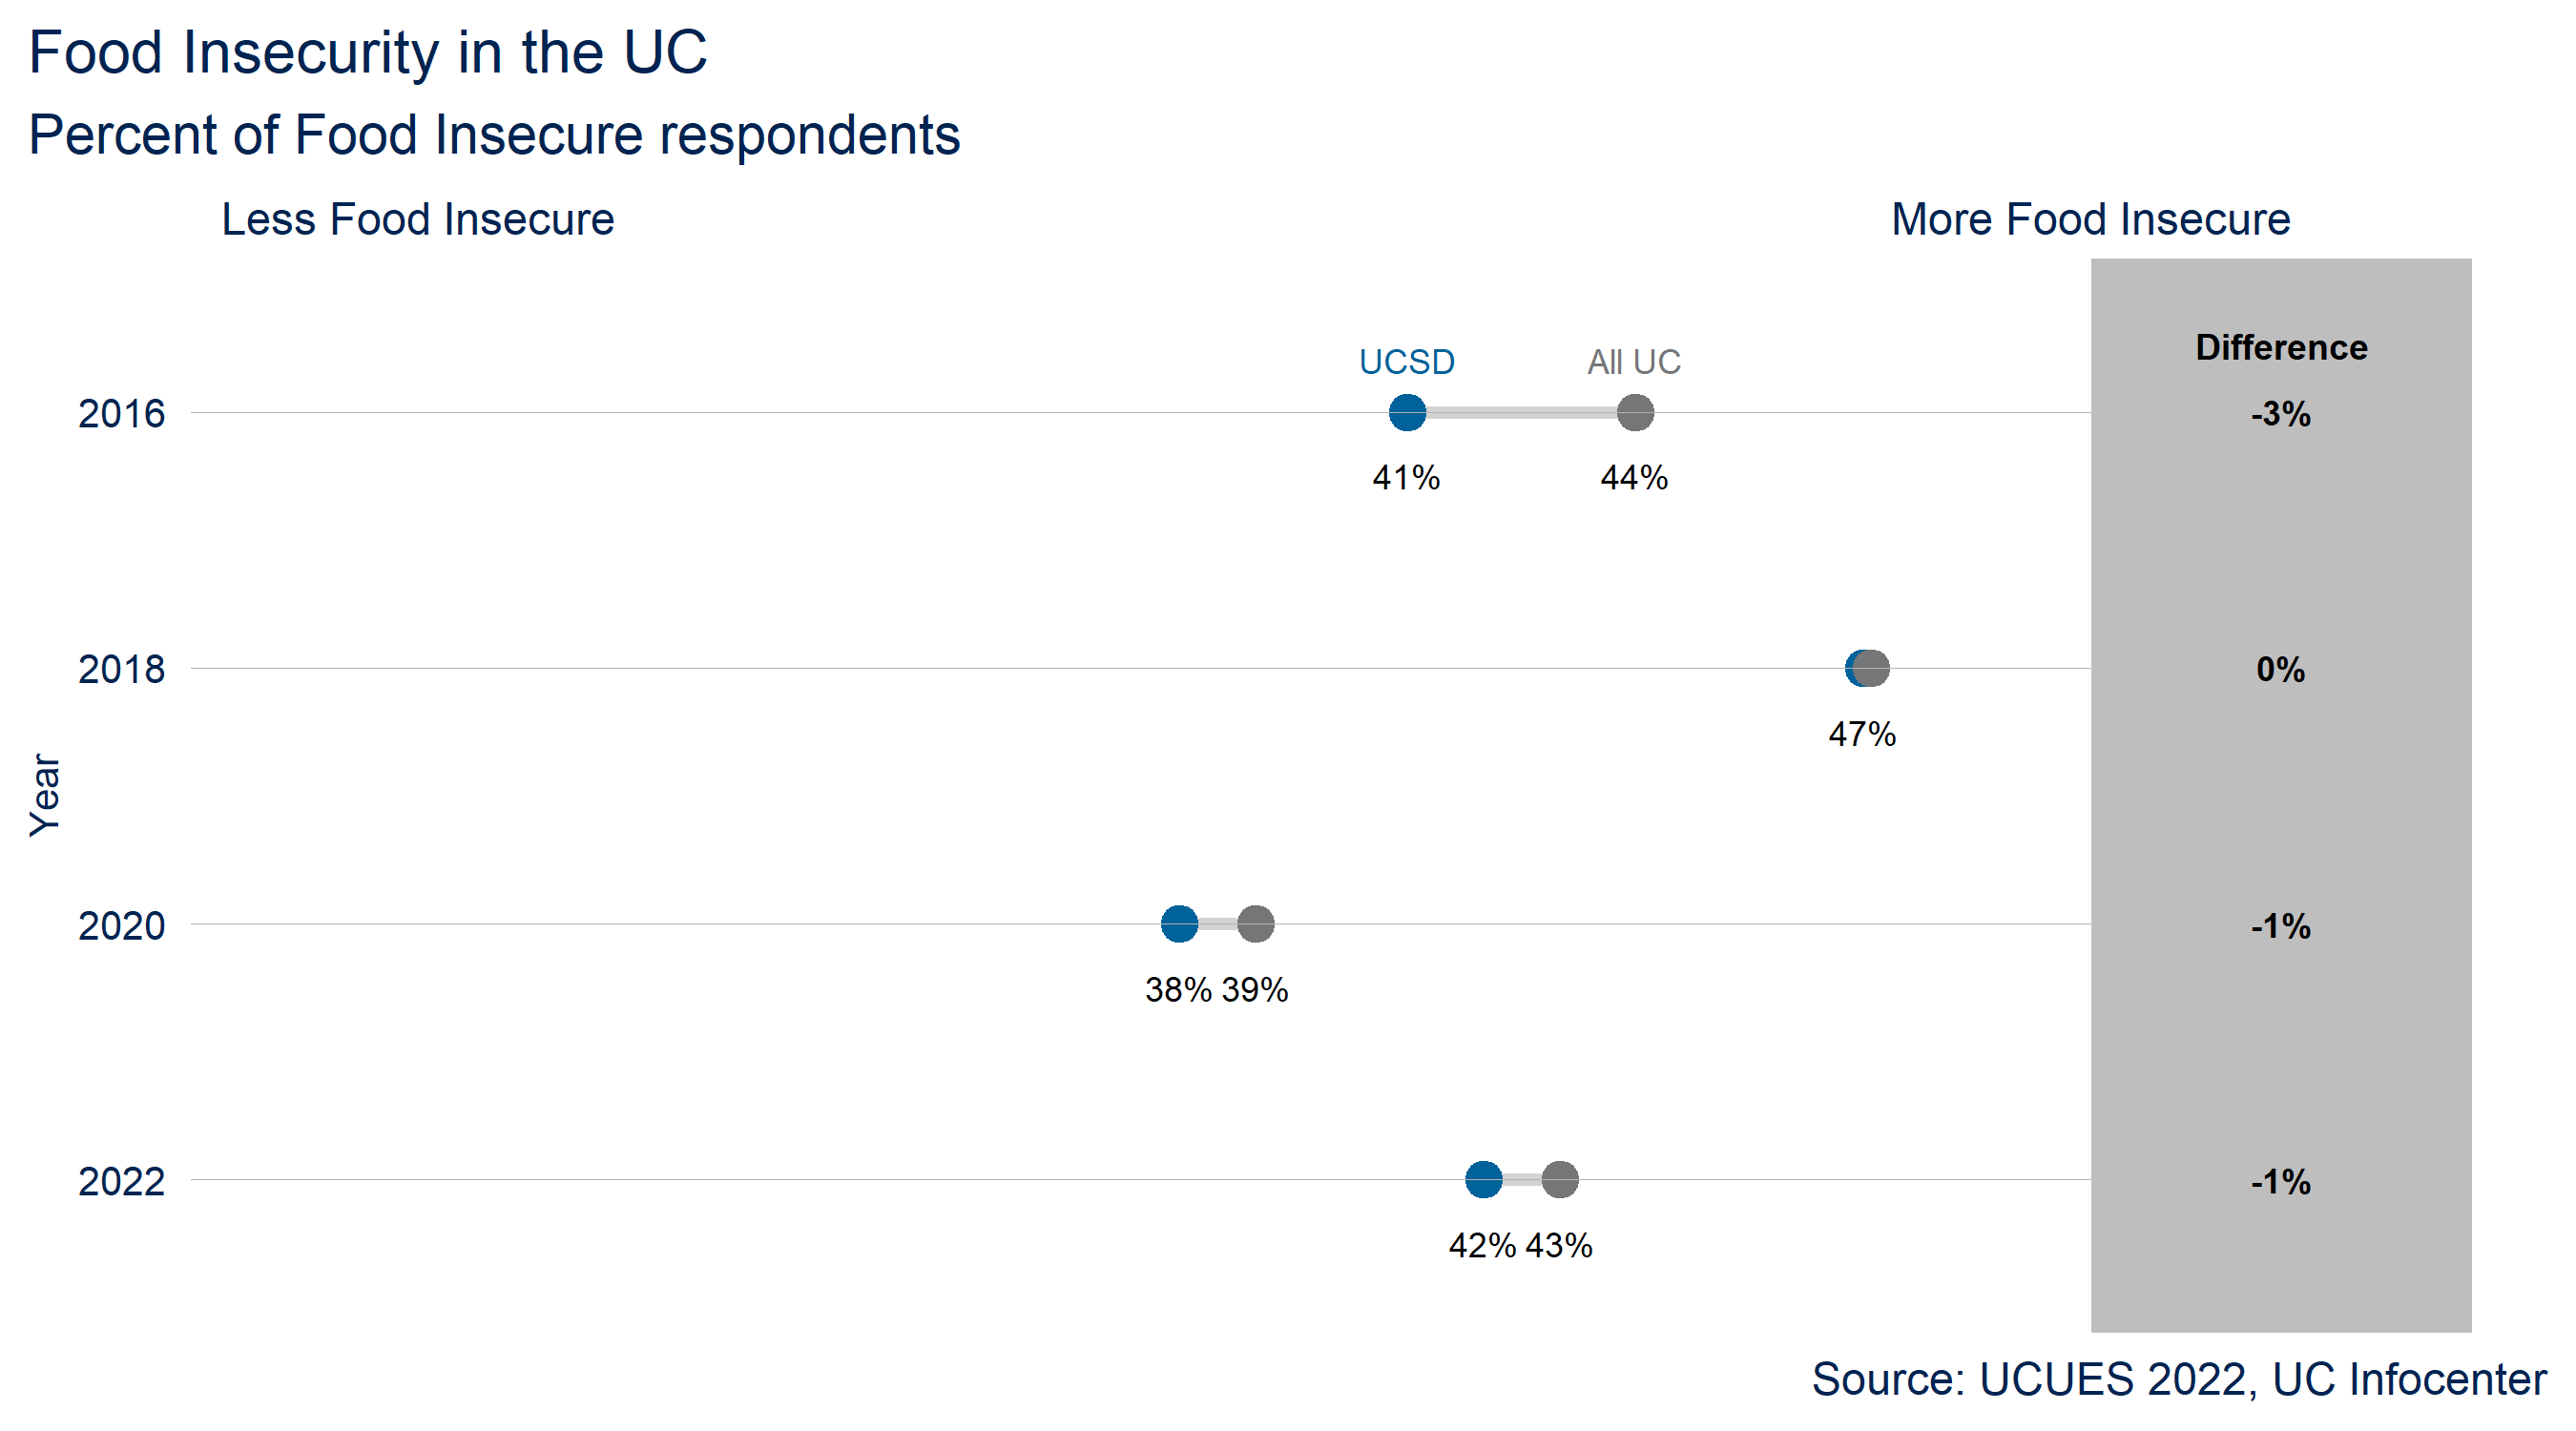 Food Insecurity in the UC
Percent of Food Insecure respondents
Less Food Insecure More Food Insecure
Difference
UCSD All UC
2016 -3%
41% 44%
2018 0%
47%
Year
2020 -1%
38% 39%
2022 -1%
42% 43%
Source: UCUES 2022, UC Infocenter